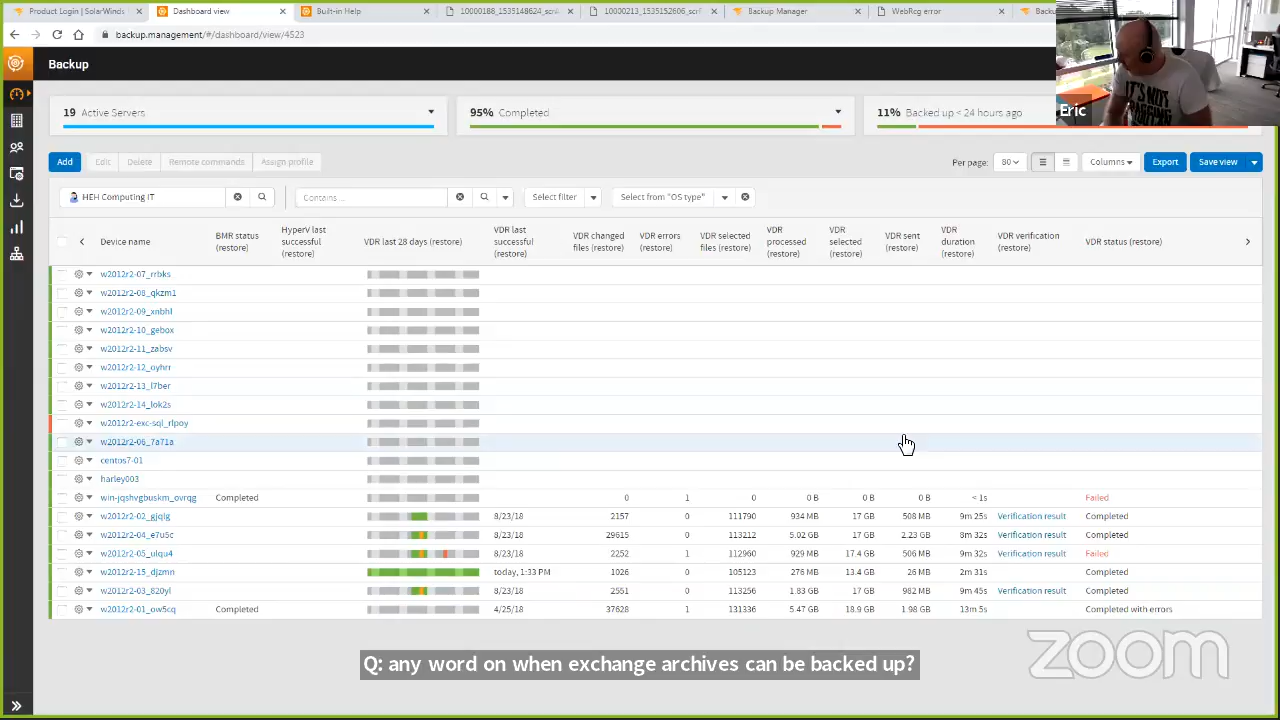 Product Login | SolarWinds
Dashboard view
Built-in Help
10000188_1535148624_scri
10000213_1535152606_scr
Backup Manager
WebRcg error
backup.management/#/dashboard/view/4523
Backup
19 Active Servers
95% Completed
11% Backed up < 24 hours ago
Eric
Add Edit Delete Remote commands Assign profile
Per page: 80 Columns Export Save view
HEH Computing IT Contains ... Select filter Select from "OS type"
Device name BMR status (restore) HyperV last successful (restore) VDR last 28 days (restore) VDR last successful (restore) VDR changed files (restore) VDR errors (restore) VDR selected files (restore) VDR processed (restore) VDR selected (restore) VDR sent (restore) VDR duration (restore) VDR verification (restore) VDR status (restore)
w2012r2-07_rrbks
w2012r2-08_qkzm1
w2012r2-09_xnbhl
w2012r2-10_gebox
w2012r2-11_zabsv
w2012r2-12_oyhrr
w2012r2-13_l7ber
w2012r2-14_lok2s
w2012r2-exc-sql_rlpoy
w2012r2-06_7a71a
centos7-01
harley003
win-jqshvgbuskm_ovrqg Completed 0 1 0 0 B 0 B 0 B < 1s Failed
w2012r2-02_gjqlg 8/23/18 2157 0 111790 934 MB 17 GB 508 MB 9m 25s Verification result Completed
w2012r2-04_e7u5c 8/23/18 29615 0 113212 5.02 GB 17 GB 2.23 GB 8m 32s Verification result Completed
w2012r2-05_ulqu4 8/23/18 2252 1 112960 929 MB 17.4 GB 506 MB 9m 32s Verification result Failed
w2012r2-15_djzmn today, 1:33 PM 1026 0 105123 276 MB 13.4 GB 26 MB 2m 31s Completed
w2012r2-03_820yl 8/23/18 2551 0 113256 1.83 GB 17 GB 982 MB 9m 45s Verification result Completed
w2012r2-01_ow5cq Completed 4/25/18 37628 1 131336 5.47 GB 18.9 GB 1.98 GB 13m 5s Completed with errors
Q: any word on when exchange archives can be backed up?
zoom